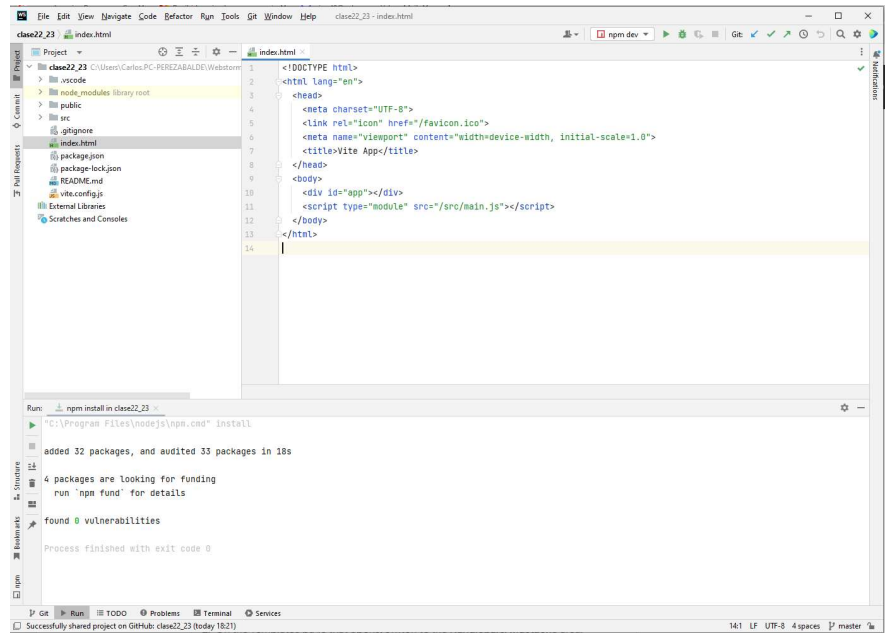 WS File Edit View Navigate Code Refactor Run Tools Git Window Help clase22_23 - index.html
clase22_23 index.html
npm dev
Git:
Project
index.html
clase22_23 C:\Users\Carlos.PC-PEREZABALDE\Webstorm
.vscode
node_modules library root
public
src
.gitignore
index.html
package.json
package-lock.json
README.md
vite.config.js
External Libraries
Scratches and Consoles
Project
Commit
Pull Requests
Structure
Bookmarks
npm
Notifications
1 <!DOCTYPE html>
2 <html lang="en">
3 <head>
4 <meta charset="UTF-8">
5 <link rel="icon" href="/favicon.ico">
6 <meta name="viewport" content="width=device-width, initial-scale=1.0">
7 <title>Vite App</title>
8 </head>
9 <body>
10 <div id="app"></div>
11 <script type="module" src="/src/main.js"></script>
12 </body>
13 </html>
14
Run: npm install in clase22_23
"C:\Program Files\nodejs\npm.cmd" install
added 32 packages, and audited 33 packages in 18s
4 packages are looking for funding
run `npm fund` for details
found 0 vulnerabilities
Process finished with exit code 0
Git Run TODO Problems Terminal Services
Successfully shared project on GitHub: clase22_23 (today 18:21)
14:1 LF UTF-8 4 spaces master